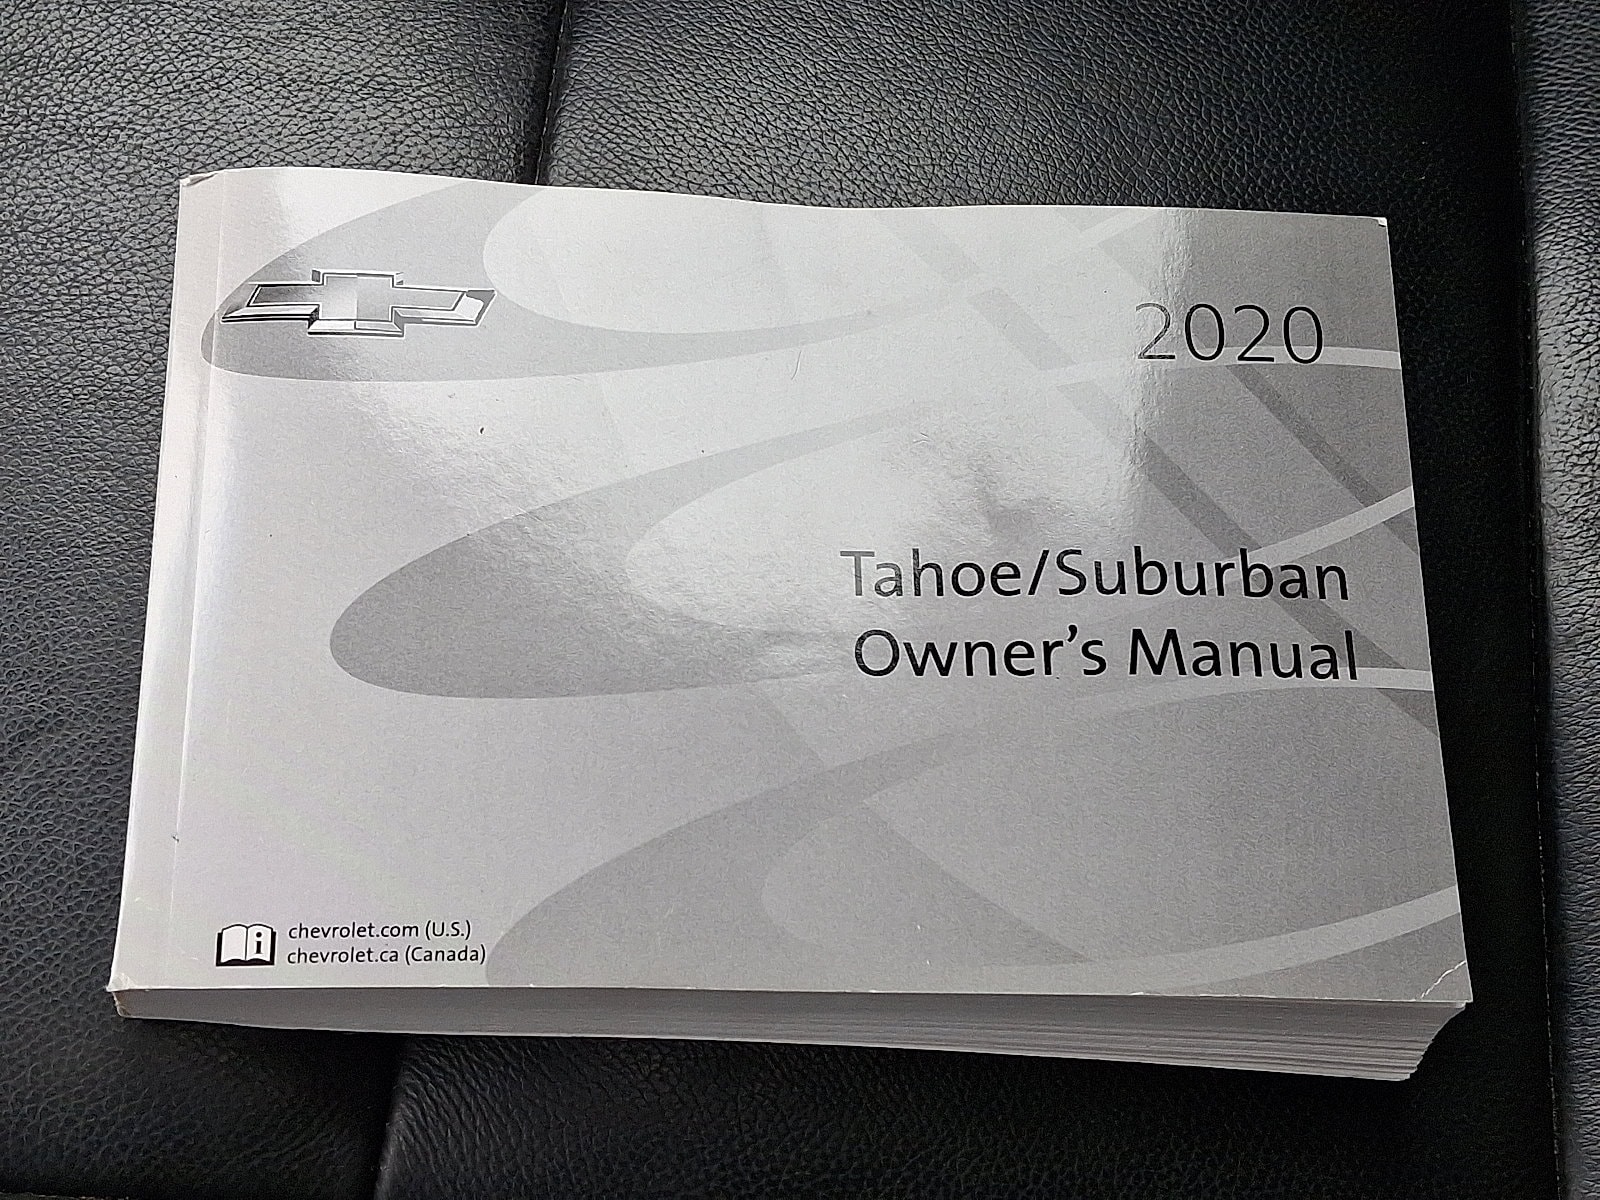 2020
Tahoe/Suburban
Owner's Manual
chevrolet.com (U.S.)
chevrolet.ca (Canada)